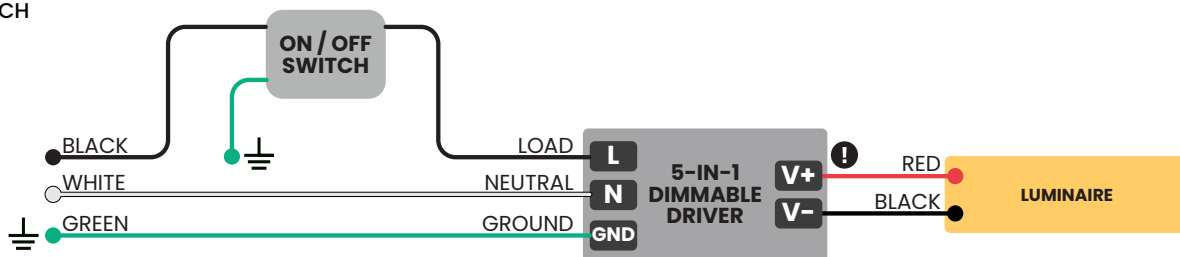 CH
ON / OFF
SWITCH
BLACK
LOAD
L
WHITE
NEUTRAL
N
GREEN
GROUND
GND
5-IN-1
DIMMABLE
DRIVER
V+
!
RED
V-
BLACK
LUMINAIRE